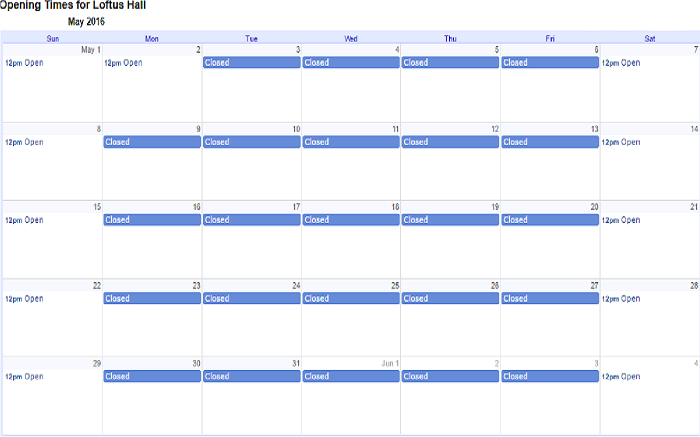 Opening Times for Loftus Hall
May 2016
Sun Mon Tue Wed Thu Fri Sat
May 1 2 3 4 5 6 7
12pm Open 12pm Open Closed Closed Closed Closed 12pm Open
8 9 10 11 12 13 14
12pm Open Closed Closed Closed Closed Closed 12pm Open
15 16 17 18 19 20 21
12pm Open Closed Closed Closed Closed Closed 12pm Open
22 23 24 25 26 27 28
12pm Open Closed Closed Closed Closed Closed 12pm Open
29 30 31 Jun 1 2 3 4
12pm Open Closed Closed Closed Closed Closed 12pm Open